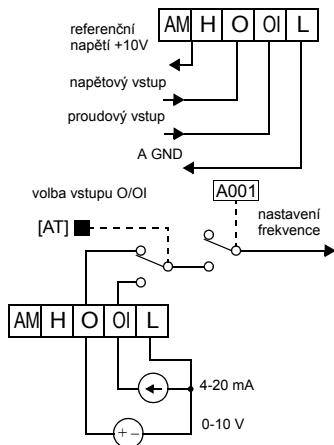 AM H O OI L
referenční
napětí +10V
napěťový vstup
proudový vstup
A GND
volba vstupu O/OI
A001
[AT]
nastavení
frekvence
AM H O OI L
4-20 mA
+ -
0-10 V